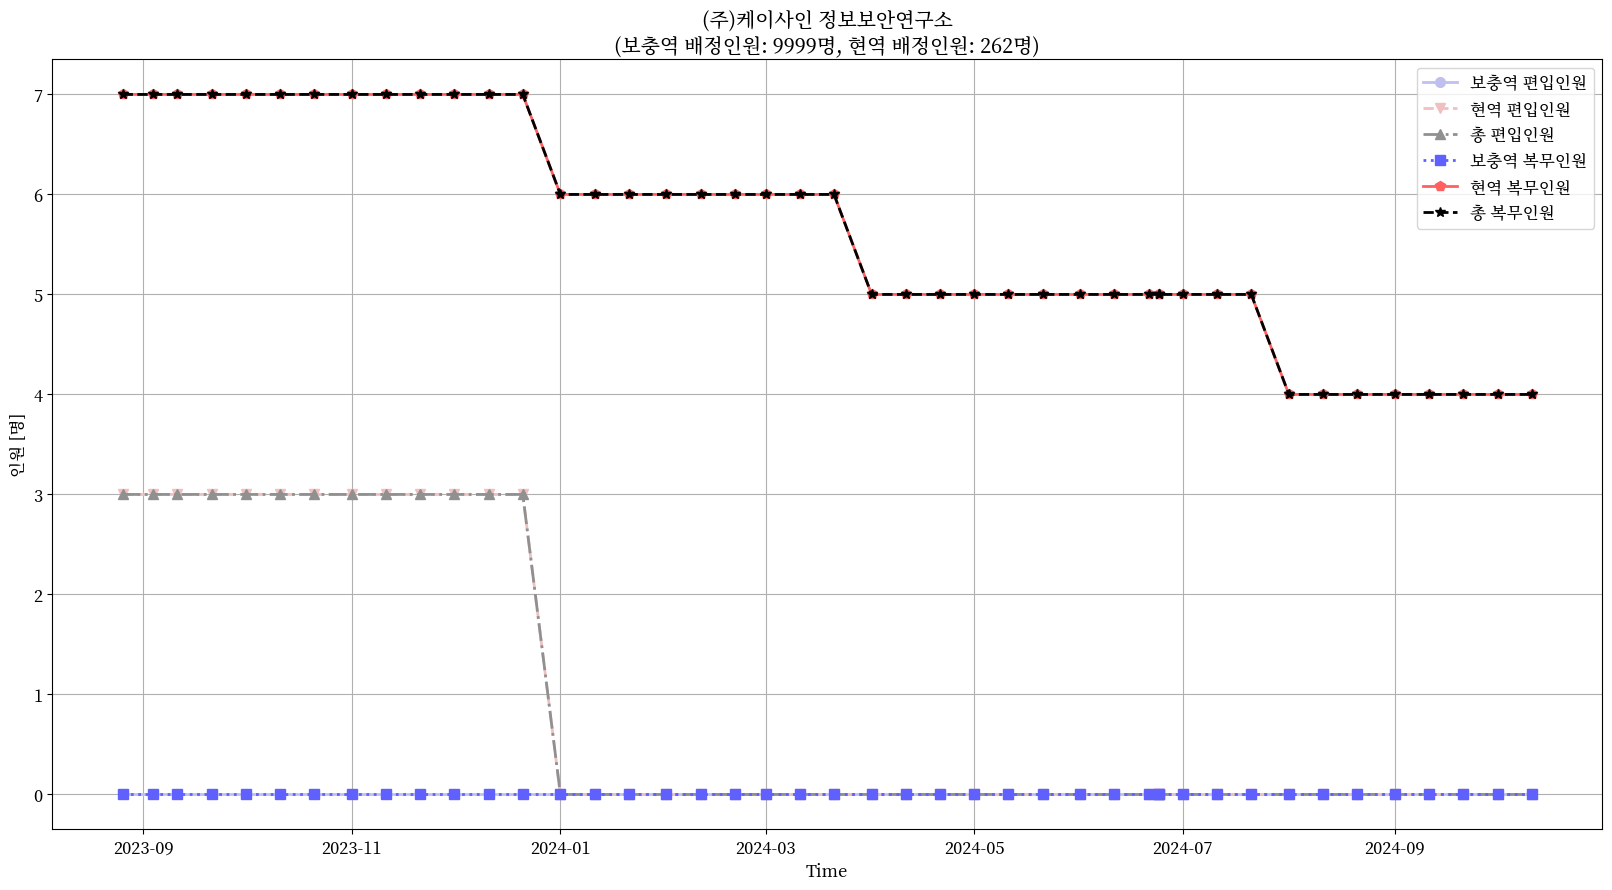 (주)케이사인 정보보안연구소
(보충역 배정인원: 9999명, 현역 배정인원: 262명)
보충역 편입인원
현역 편입인원
총 편입인원
보충역 복무인원
현역 복무인원
총 복무인원
7
6
5
4
3
2
1
0
인원 [명]
2023-09
2023-11
2024-01
2024-03
2024-05
2024-07
2024-09
Time